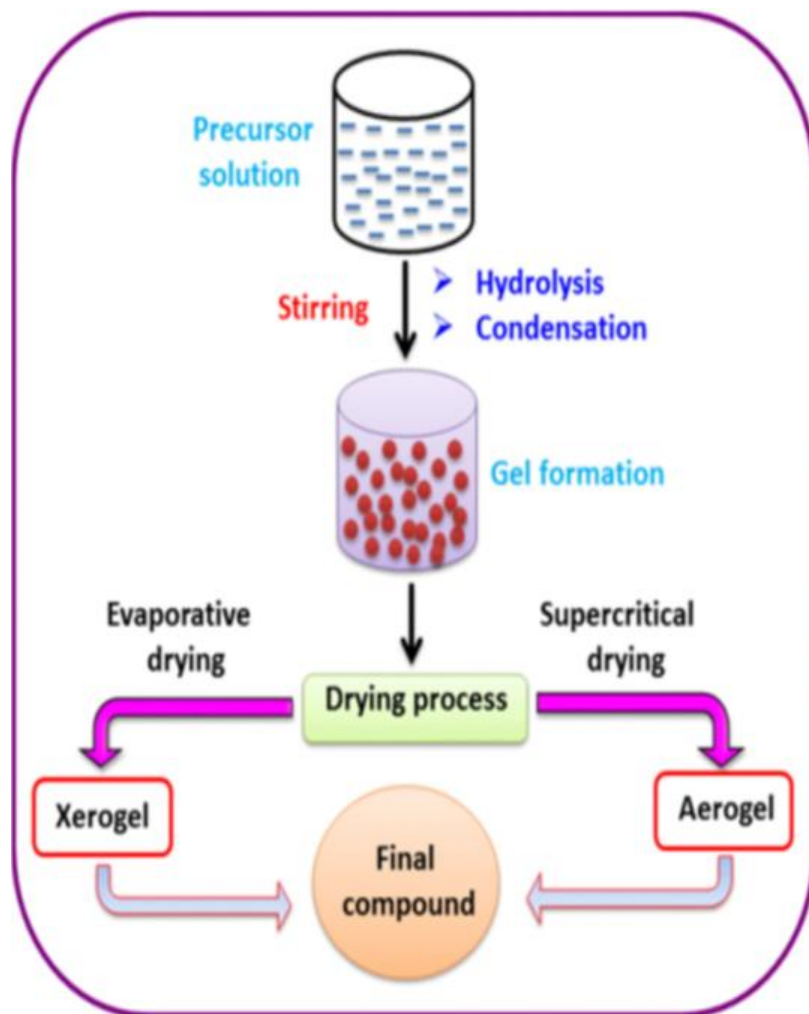 Precursor
solution
Stirring
Hydrolysis
Condensation
Gel formation
Evaporative
drying
Supercritical
drying
Drying process
Xerogel
Aerogel
Final
compound